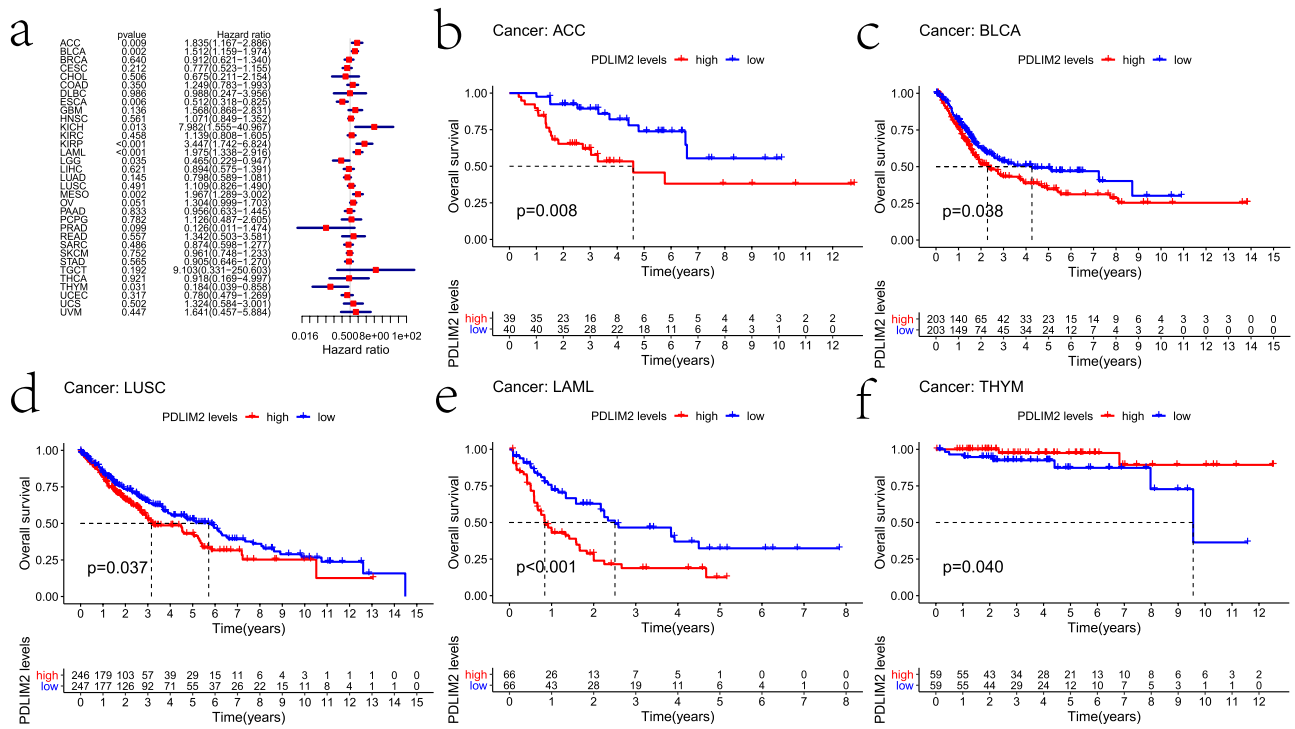 a
pvalue Hazard ratio
ACC 0.009 1.835(1.167−2.886)
BLCA 0.002 1.512(1.159−1.974)
BRCA 0.640 0.912(0.621−1.340)
CESC 0.212 0.777(0.523−1.155)
CHOL 0.506 0.675(0.211−2.154)
COAD 0.350 1.249(0.783−1.993)
DLBC 0.986 0.988(0.247−3.956)
ESCA 0.006 0.512(0.318−0.825)
GBM 0.136 1.568(0.868−2.831)
HNSC 0.561 1.071(0.849−1.352)
KICH 0.013 7.982(1.555−40.967)
KIRC 0.458 1.139(0.808−1.605)
KIRP <0.001 3.447(1.742−6.824)
LAML <0.001 1.975(1.338−2.916)
LGG 0.035 0.465(0.229−0.947)
LIHC 0.621 0.894(0.575−1.391)
LUAD 0.145 0.798(0.589−1.081)
LUSC 0.491 1.109(0.826−1.490)
MESO 0.002 1.967(1.289−3.002)
OV 0.051 1.304(0.999−1.703)
PAAD 0.833 0.956(0.633−1.445)
PCPG 0.782 1.126(0.487−2.605)
PRAD 0.099 0.126(0.011−1.474)
READ 0.557 1.342(0.503−3.581)
SARC 0.486 0.874(0.598−1.277)
SKCM 0.752 0.961(0.748−1.233)
STAD 0.565 0.905(0.646−1.270)
TGCT 0.192 9.103(0.331−250.603)
THCA 0.921 0.918(0.169−4.997)
THYM 0.031 0.184(0.039−0.858)
UCEC 0.317 0.780(0.479−1.269)
UCS 0.502 1.324(0.584−3.001)
UVM 0.447 1.641(0.457−5.884)
0.016 0.5008e+00 1e+02
Hazard ratio
b
Cancer: ACC
PDLIM2 levels high low
Overall survival
1.00
0.75
0.50
0.25
0.00
p=0.008
0 1 2 3 4 5 6 7 8 9 10 11 12
Time(years)
PDLIM2 levels
high 39 35 23 16 8 6 5 5 4 4 3 2 2
low 40 40 35 28 22 18 11 6 4 3 1 0 0
0 1 2 3 4 5 6 7 8 9 10 11 12
Time(years)
c
Cancer: BLCA
PDLIM2 levels high low
Overall survival
1.00
0.75
0.50
0.25
0.00
p=0.038
0 1 2 3 4 5 6 7 8 9 10 11 12 13 14 15
Time(years)
PDLIM2 levels
high 203 140 65 42 33 23 15 14 9 6 4 3 3 3 0 0
low 203 149 74 45 34 24 12 7 4 3 2 0 0 0 0 0
0 1 2 3 4 5 6 7 8 9 10 11 12 13 14 15
Time(years)
d
Cancer: LUSC
PDLIM2 levels high low
Overall survival
1.00
0.75
0.50
0.25
0.00
p=0.037
0 1 2 3 4 5 6 7 8 9 10 11 12 13 14 15
Time(years)
PDLIM2 levels
high 246 179 103 57 39 29 15 11 6 4 3 1 1 1 0 0
low 247 177 126 92 71 55 37 26 22 15 11 8 4 1 1 0
0 1 2 3 4 5 6 7 8 9 10 11 12 13 14 15
Time(years)
e
Cancer: LAML
PDLIM2 levels high low
Overall survival
1.00
0.75
0.50
0.25
0.00
p<0.001
0 1 2 3 4 5 6 7 8
Time(years)
PDLIM2 levels
high 66 26 13 7 5 1 0 0 0
low 66 43 28 19 11 6 4 1 0
0 1 2 3 4 5 6 7 8
Time(years)
f
Cancer: THYM
PDLIM2 levels high low
Overall survival
1.00
0.75
0.50
0.25
0.00
p=0.040
0 1 2 3 4 5 6 7 8 9 10 11 12
Time(years)
PDLIM2 levels
high 59 55 43 34 28 21 13 10 8 6 6 3 2
low 59 55 44 29 24 12 10 7 5 3 1 1 0
0 1 2 3 4 5 6 7 8 9 10 11 12
Time(years)